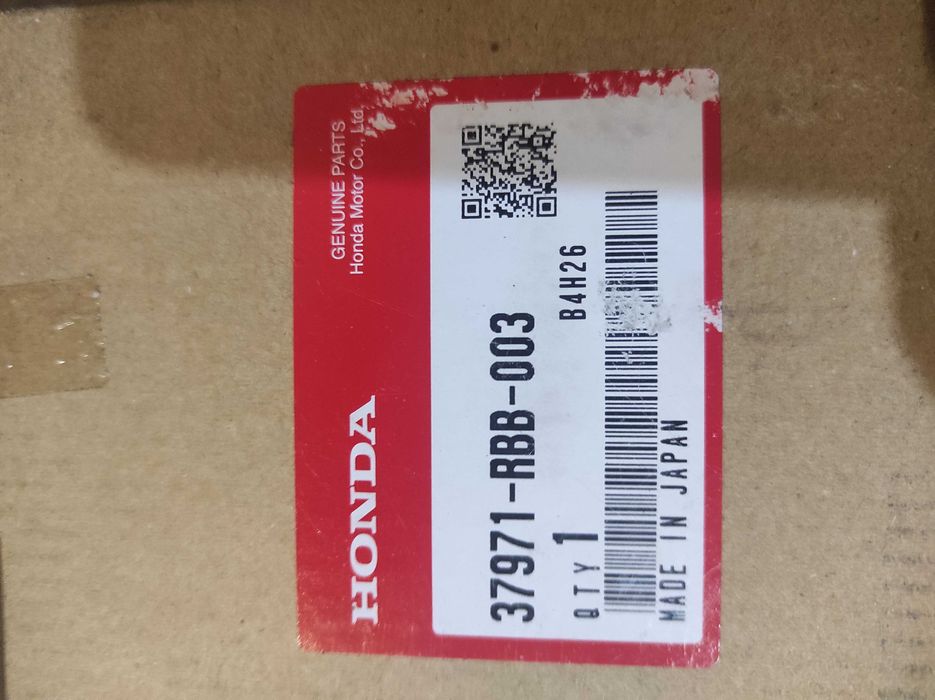 HONDA
GENUINE PARTS
Honda Motor Co., Ltd.
37971-RBB-003
QTY 1
B4H26
MADE IN JAPAN